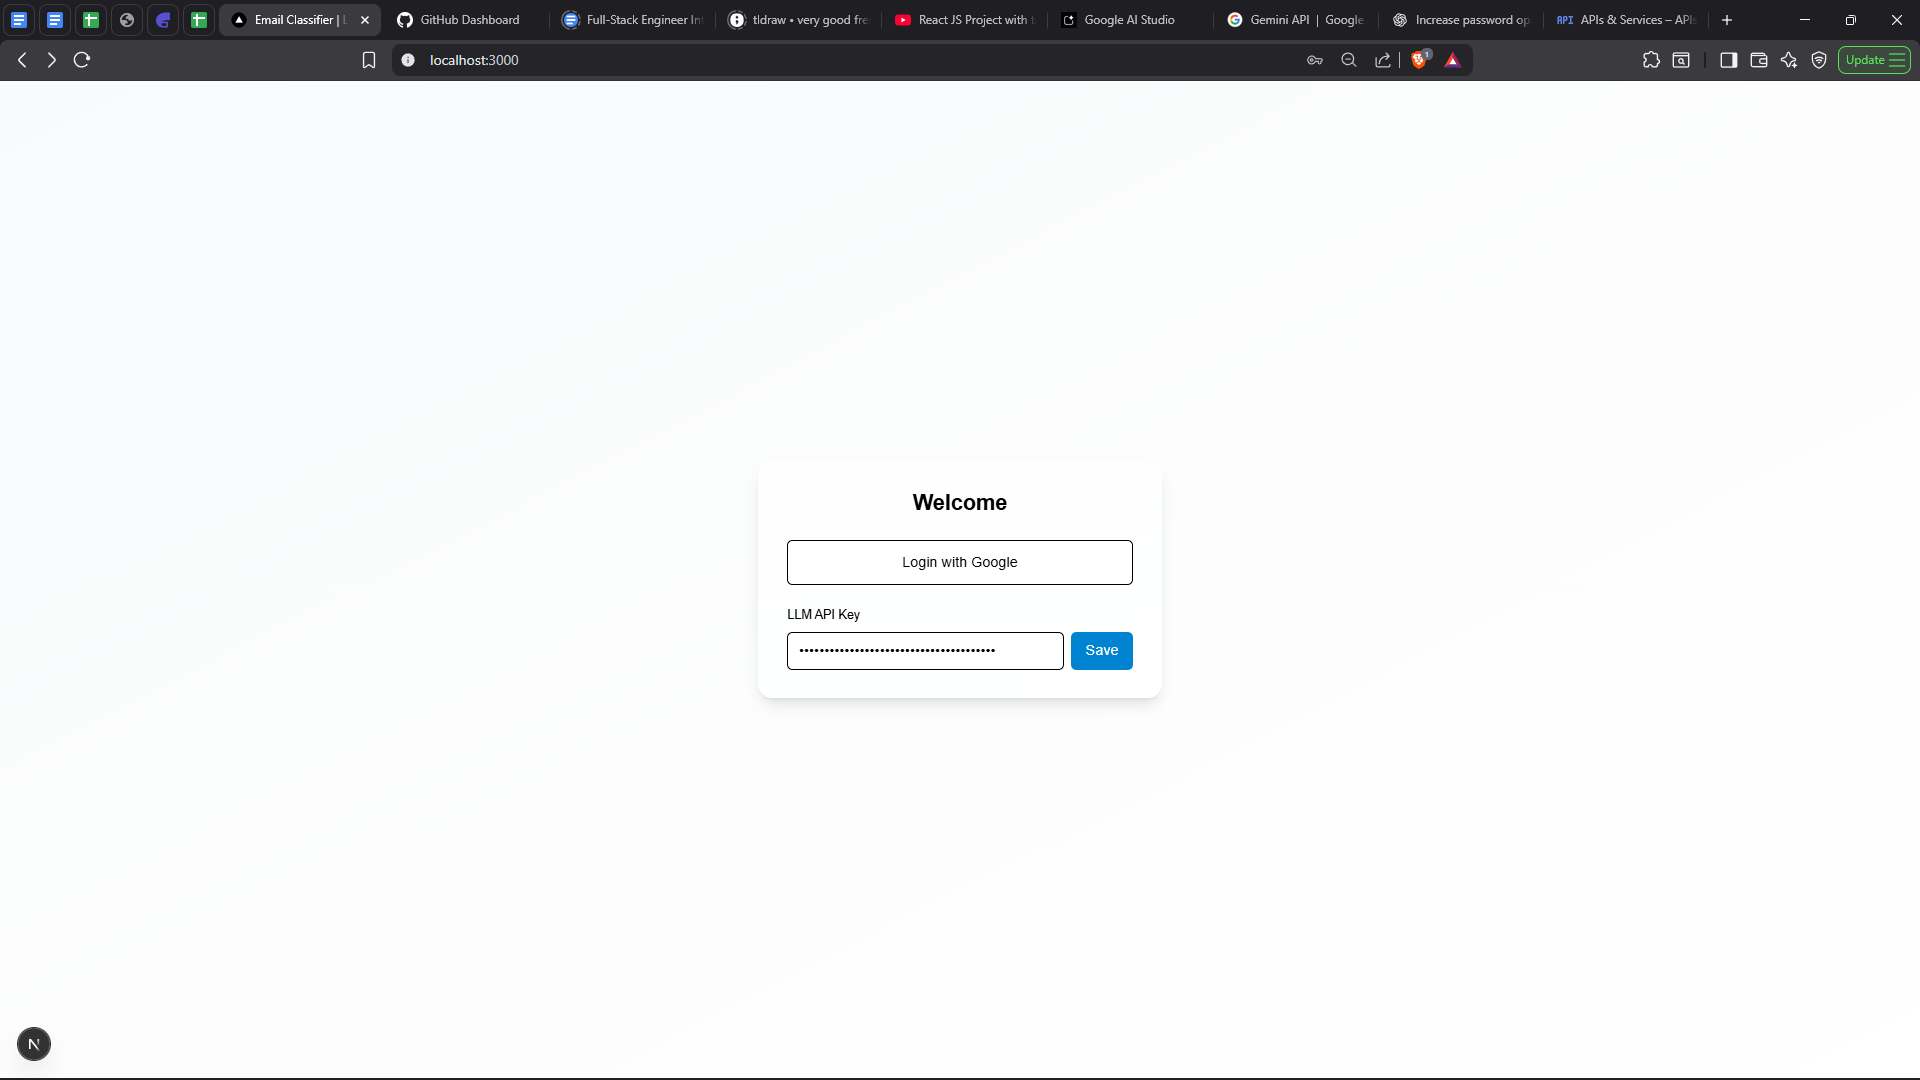 Email Classifier | L
GitHub Dashboard
Full-Stack Engineer Int
tldraw • very good fre
React JS Project with t
Google AI Studio
Gemini API | Google
Increase password op
API APIs & Services – APIs
localhost:3000
1
Update
Welcome
Login with Google
LLM API Key
Save
N